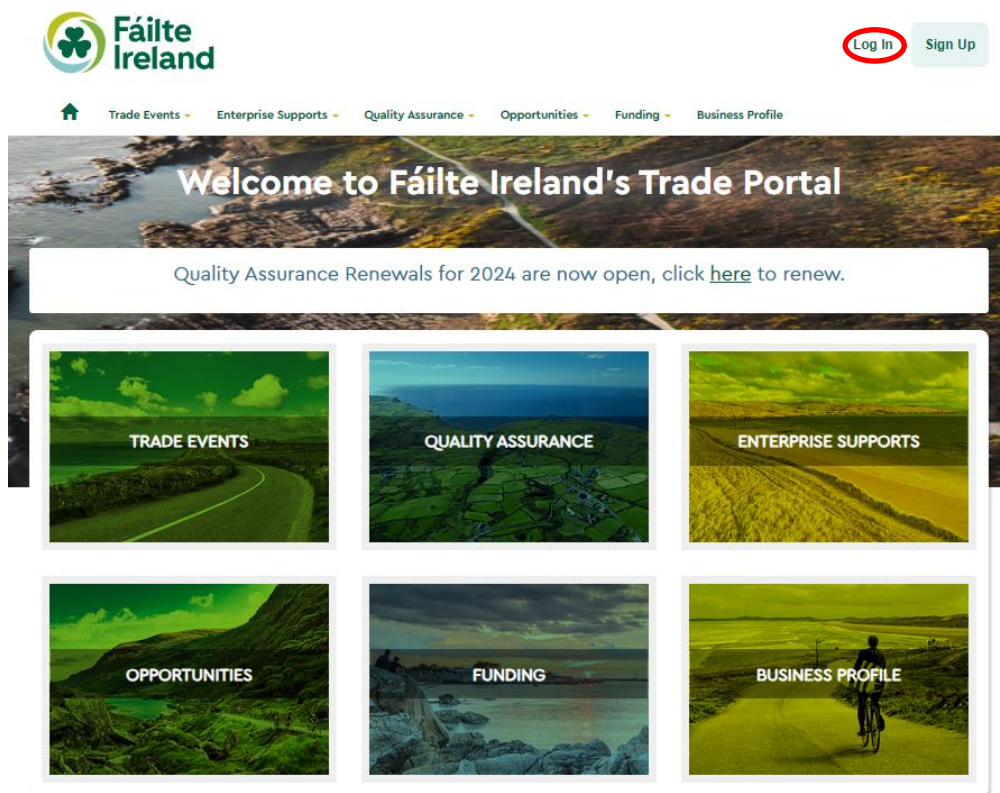 Fáilte
Ireland
Log In Sign Up
Trade Events Enterprise Supports Quality Assurance Opportunities Funding Business Profile
Welcome to Fáilte Ireland's Trade Portal
Quality Assurance Renewals for 2024 are now open, click here to renew.
TRADE EVENTS QUALITY ASSURANCE ENTERPRISE SUPPORTS
OPPORTUNITIES FUNDING BUSINESS PROFILE